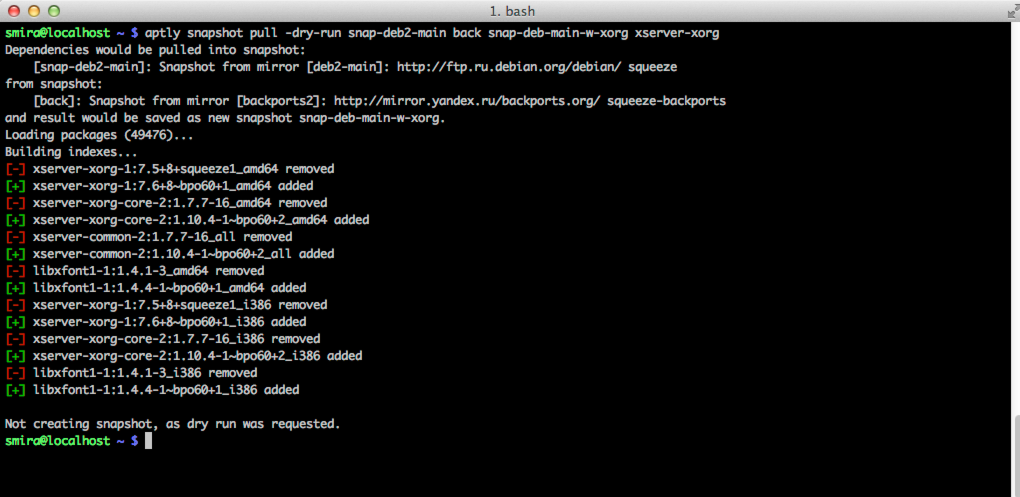 1. bash
smira@localhost ~ $ aptly snapshot pull -dry-run snap-deb2-main back snap-deb-main-w-xorg xserver-xorg
Dependencies would be pulled into snapshot:
    [snap-deb2-main]: Snapshot from mirror [deb2-main]: http://ftp.ru.debian.org/debian/ squeeze
from snapshot:
    [back]: Snapshot from mirror [backports2]: http://mirror.yandex.ru/backports.org/ squeeze-backports
and result would be saved as new snapshot snap-deb-main-w-xorg.
Loading packages (49476)...
Building indexes...
[-] xserver-xorg-1:7.5+8+squeeze1_amd64 removed
[+] xserver-xorg-1:7.6+8~bpo60+1_amd64 added
[-] xserver-xorg-core-2:1.7.7-16_amd64 removed
[+] xserver-xorg-core-2:1.10.4-1~bpo60+2_amd64 added
[-] xserver-common-2:1.7.7-16_all removed
[+] xserver-common-2:1.10.4-1~bpo60+2_all added
[-] libxfont1-1:1.4.1-3_amd64 removed
[+] libxfont1-1:1.4.4-1~bpo60+1_amd64 added
[-] xserver-xorg-1:7.5+8+squeeze1_i386 removed
[+] xserver-xorg-1:7.6+8~bpo60+1_i386 added
[-] xserver-xorg-core-2:1.7.7-16_i386 removed
[+] xserver-xorg-core-2:1.10.4-1~bpo60+2_i386 added
[-] libxfont1-1:1.4.1-3_i386 removed
[+] libxfont1-1:1.4.4-1~bpo60+1_i386 added

Not creating snapshot, as dry run was requested.
smira@localhost ~ $